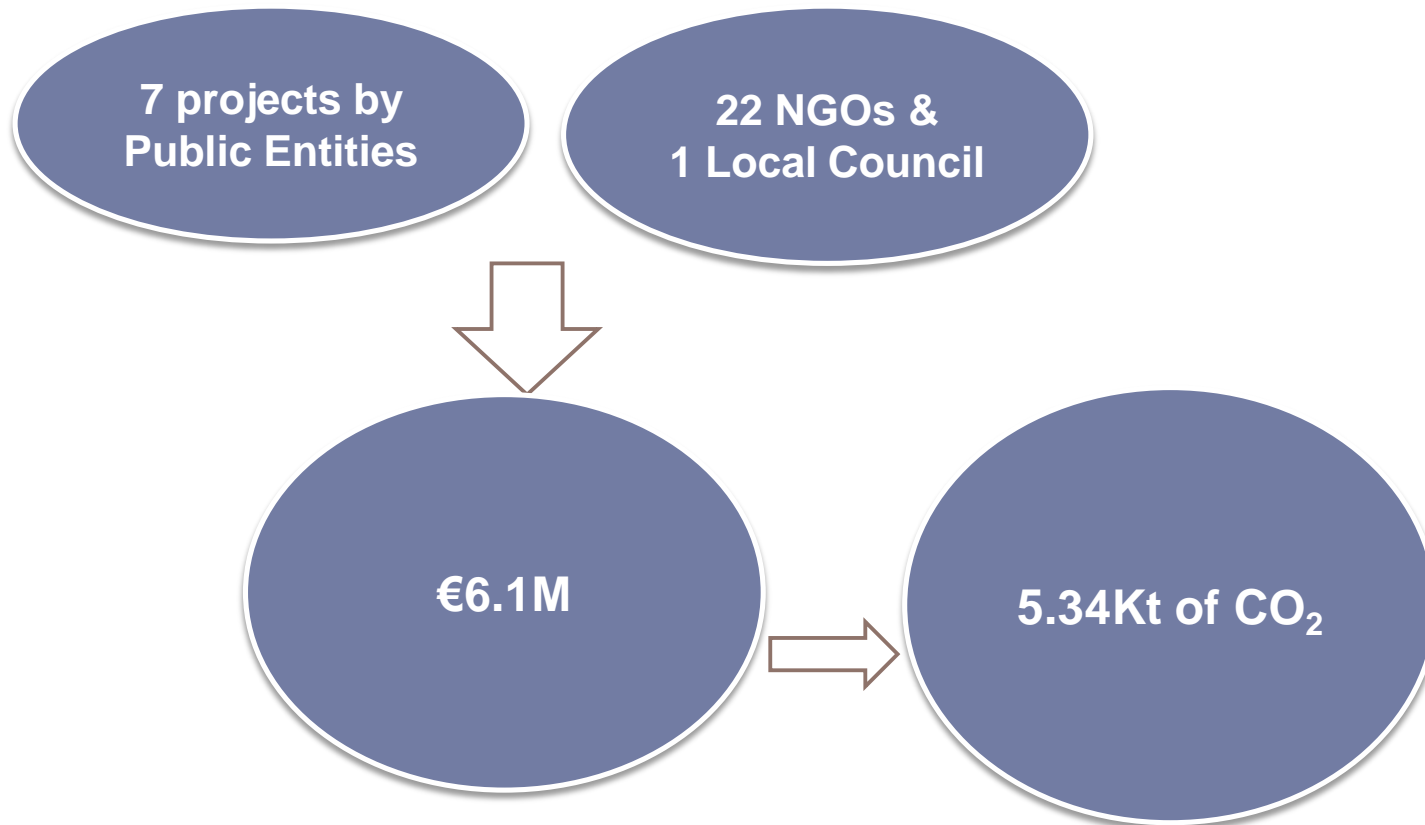 7 projects by
Public Entities
22 NGOs &
1 Local Council
€6.1M
5.34Kt of CO₂